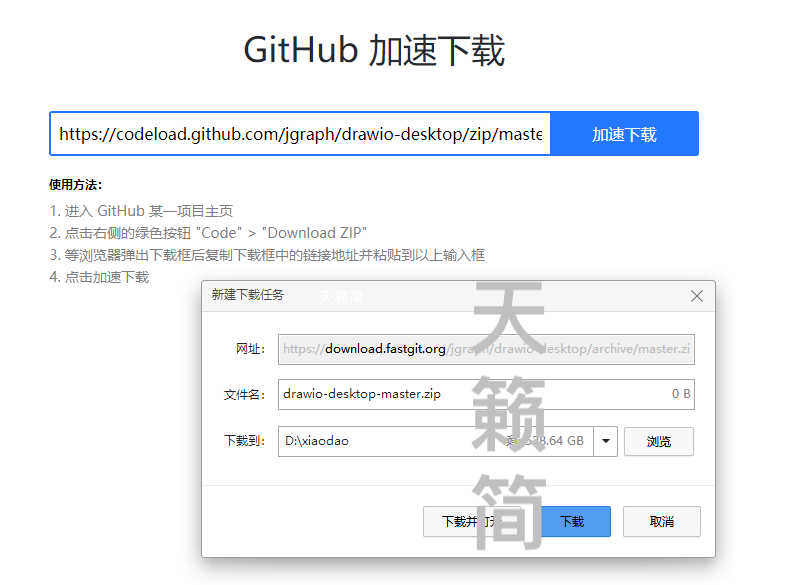 GitHub 加速下载
https://codeload.github.com/jgraph/drawio-desktop/zip/maste
加速下载
使用方法：
1. 进入 GitHub 某一项目主页
2. 点击右侧的绿色按钮 "Code" > "Download ZIP"
3. 等浏览器弹出下载框后复制下载框中的链接地址并粘贴到以上输入框
4. 点击加速下载
新建下载任务
天籁简
网址：
https://download.fastgit.org/jgraph/drawio-desktop/archive/master.zi
文件名：
drawio-desktop-master.zip
0 B
下载到：
D:\xiaodao
28.64 GB
浏览
下载并打开
下载
取消
天籁简